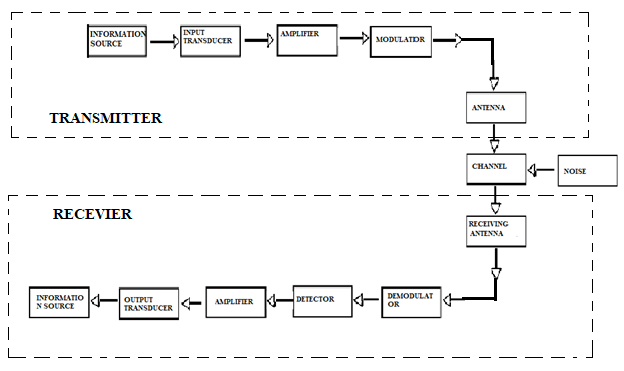 INFORMATION
SOURCE
INPUT
TRANSDUCER
AMPLIFIER
MODULATIOR
ANTENNA
TRANSMITTER
CHANNEL
NOISE
RECEVIER
RECEIVING
ANTENNA
INFORMATIO
N SOURCE
OUTPUT
TRANSDUCER
AMPLIFIER
DETECTOR
DEMODULAT
OR